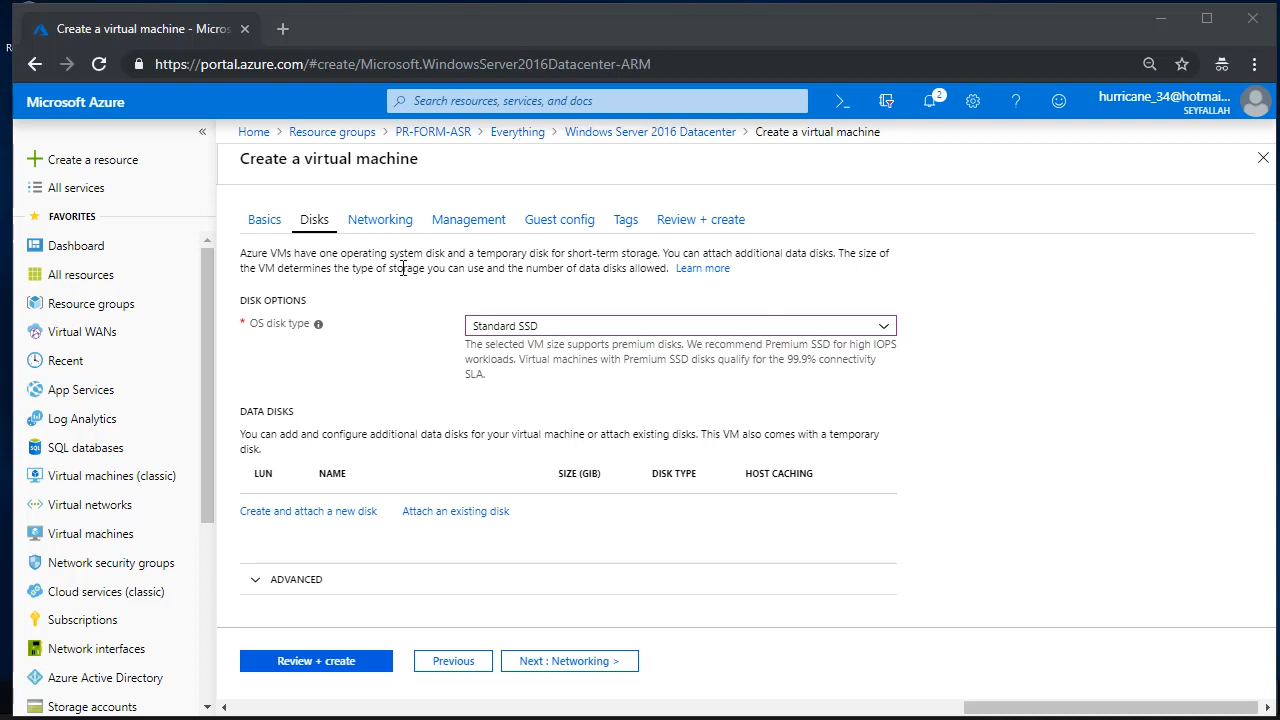 R
Create a virtual machine - Micros
https://portal.azure.com/#create/Microsoft.WindowsServer2016Datacenter-ARM
Microsoft Azure
Search resources, services, and docs
2
hurricane_34@hotmai...
SEYFALLAH
Home > Resource groups > PR-FORM-ASR > Everything > Windows Server 2016 Datacenter > Create a virtual machine
Create a virtual machine
Create a resource
All services
FAVORITES
Dashboard
All resources
Resource groups
Virtual WANs
Recent
App Services
Log Analytics
SQL databases
Virtual machines (classic)
Virtual networks
Virtual machines
Network security groups
Cloud services (classic)
Subscriptions
Network interfaces
Azure Active Directory
Storage accounts
Basics Disks Networking Management Guest config Tags Review + create
Azure VMs have one operating system disk and a temporary disk for short-term storage. You can attach additional data disks. The size of
the VM determines the type of storage you can use and the number of data disks allowed. Learn more
DISK OPTIONS
* OS disk type
Standard SSD
The selected VM size supports premium disks. We recommend Premium SSD for high IOPS
workloads. Virtual machines with Premium SSD disks qualify for the 99.9% connectivity
SLA.
DATA DISKS
You can add and configure additional data disks for your virtual machine or attach existing disks. This VM also comes with a temporary
disk.
LUN NAME SIZE (GIB) DISK TYPE HOST CACHING
Create and attach a new disk Attach an existing disk
ADVANCED
Review + create Previous Next : Networking >